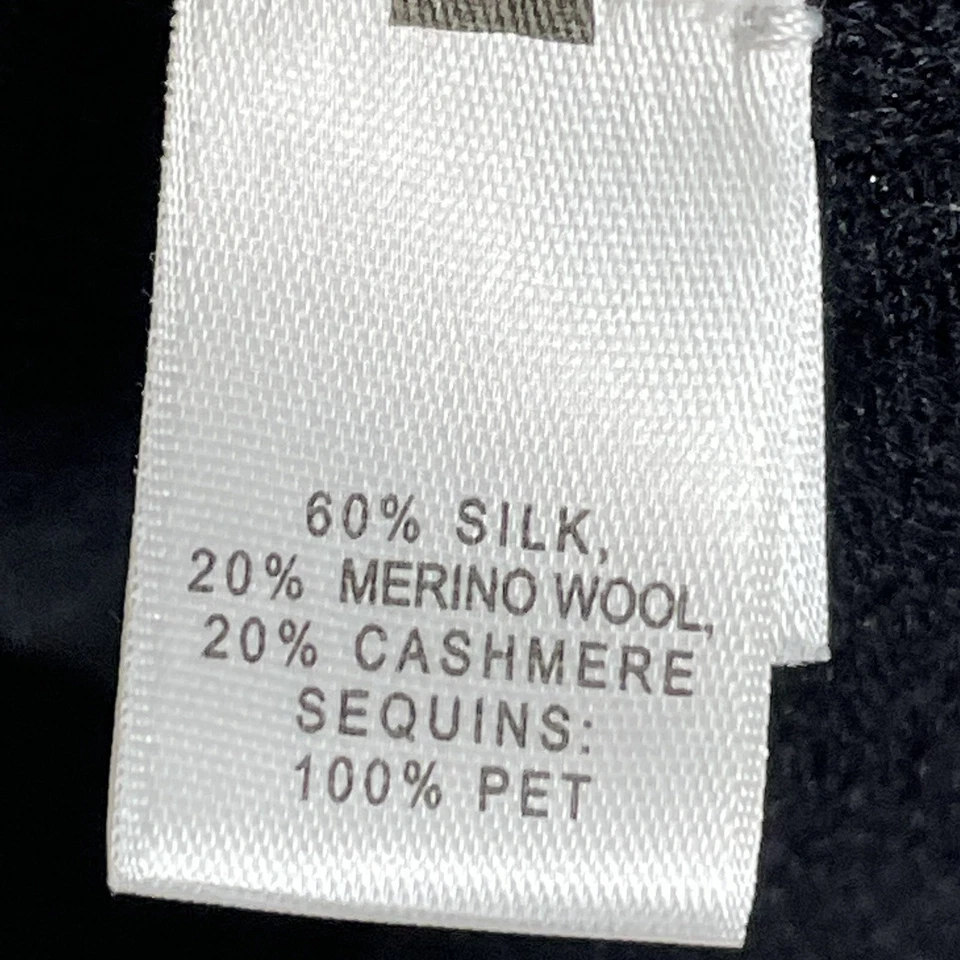 60% SILK,
20% MERINO WOOL,
20% CASHMERE
SEQUINS:
100% PET